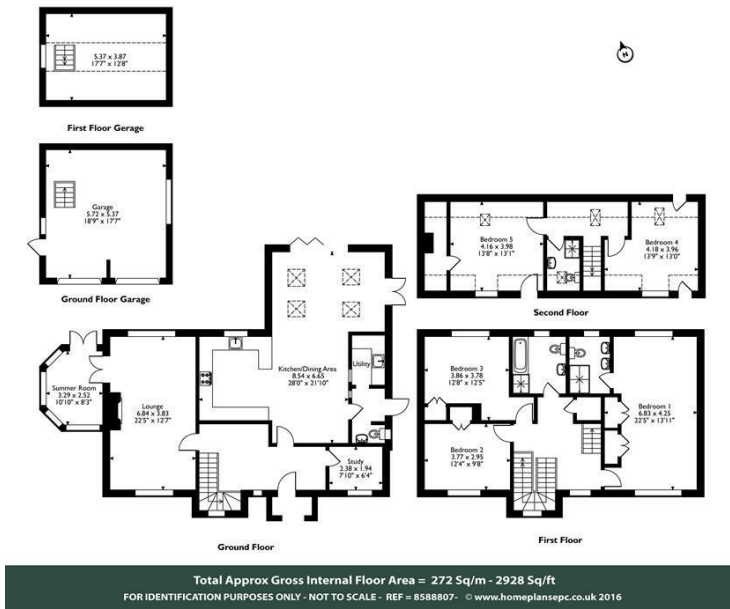 5.37 x 3.87
17'7" x 12'8"
First Floor Gerage
N
Garage
5.72 x 5.37
18'9" x 17'7"
Ground Floor Garage
Bedroom 5
4.16 x 3.98
13'8" x 13'1"
Bedroom 4
4.18 x 3.96
13'9" x 13'0"
Second Floor
Summer Room
3.29 x 2.52
10'10" x 8'3"
Lounge
6.84 x 3.83
22'5" x 12'7"
Kitchen/Dining Area
8.54 x 6.65
28'0" x 21'10"
Utility
Study
2.38 x 1.94
7'10" x 6'4"
Ground Floor
Bedroom 3
3.86 x 3.78
12'8" x 12'5"
Bedroom 1
6.83 x 4.25
22'5" x 13'11"
Bedroom 2
3.77 x 2.95
12'4" x 9'8"
First Floor
Total Approx Gross Internal Floor Area = 272 Sq/m - 2928 Sq/ft
FOR IDENTIFICATION PURPOSES ONLY - NOT TO SCALE - REF = 8588807- © www.homeplansepc.co.uk 2016